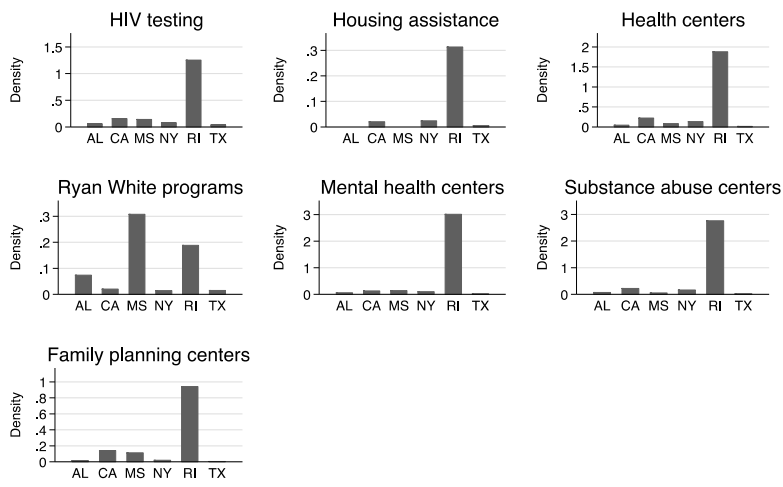 HIV testing
Density
1.5
1
.5
0
AL CA MS NY RI TX
Housing assistance
Density
.3
.2
.1
0
AL CA MS NY RI TX
Health centers
Density
2
1.5
1
.5
0
AL CA MS NY RI TX
Ryan White programs
Density
.3
.2
.1
0
AL CA MS NY RI TX
Mental health centers
Density
3
2
1
0
AL CA MS NY RI TX
Substance abuse centers
Density
3
2
1
0
AL CA MS NY RI TX
Family planning centers
Density
1
.8
.6
.4
.2
0
AL CA MS NY RI TX